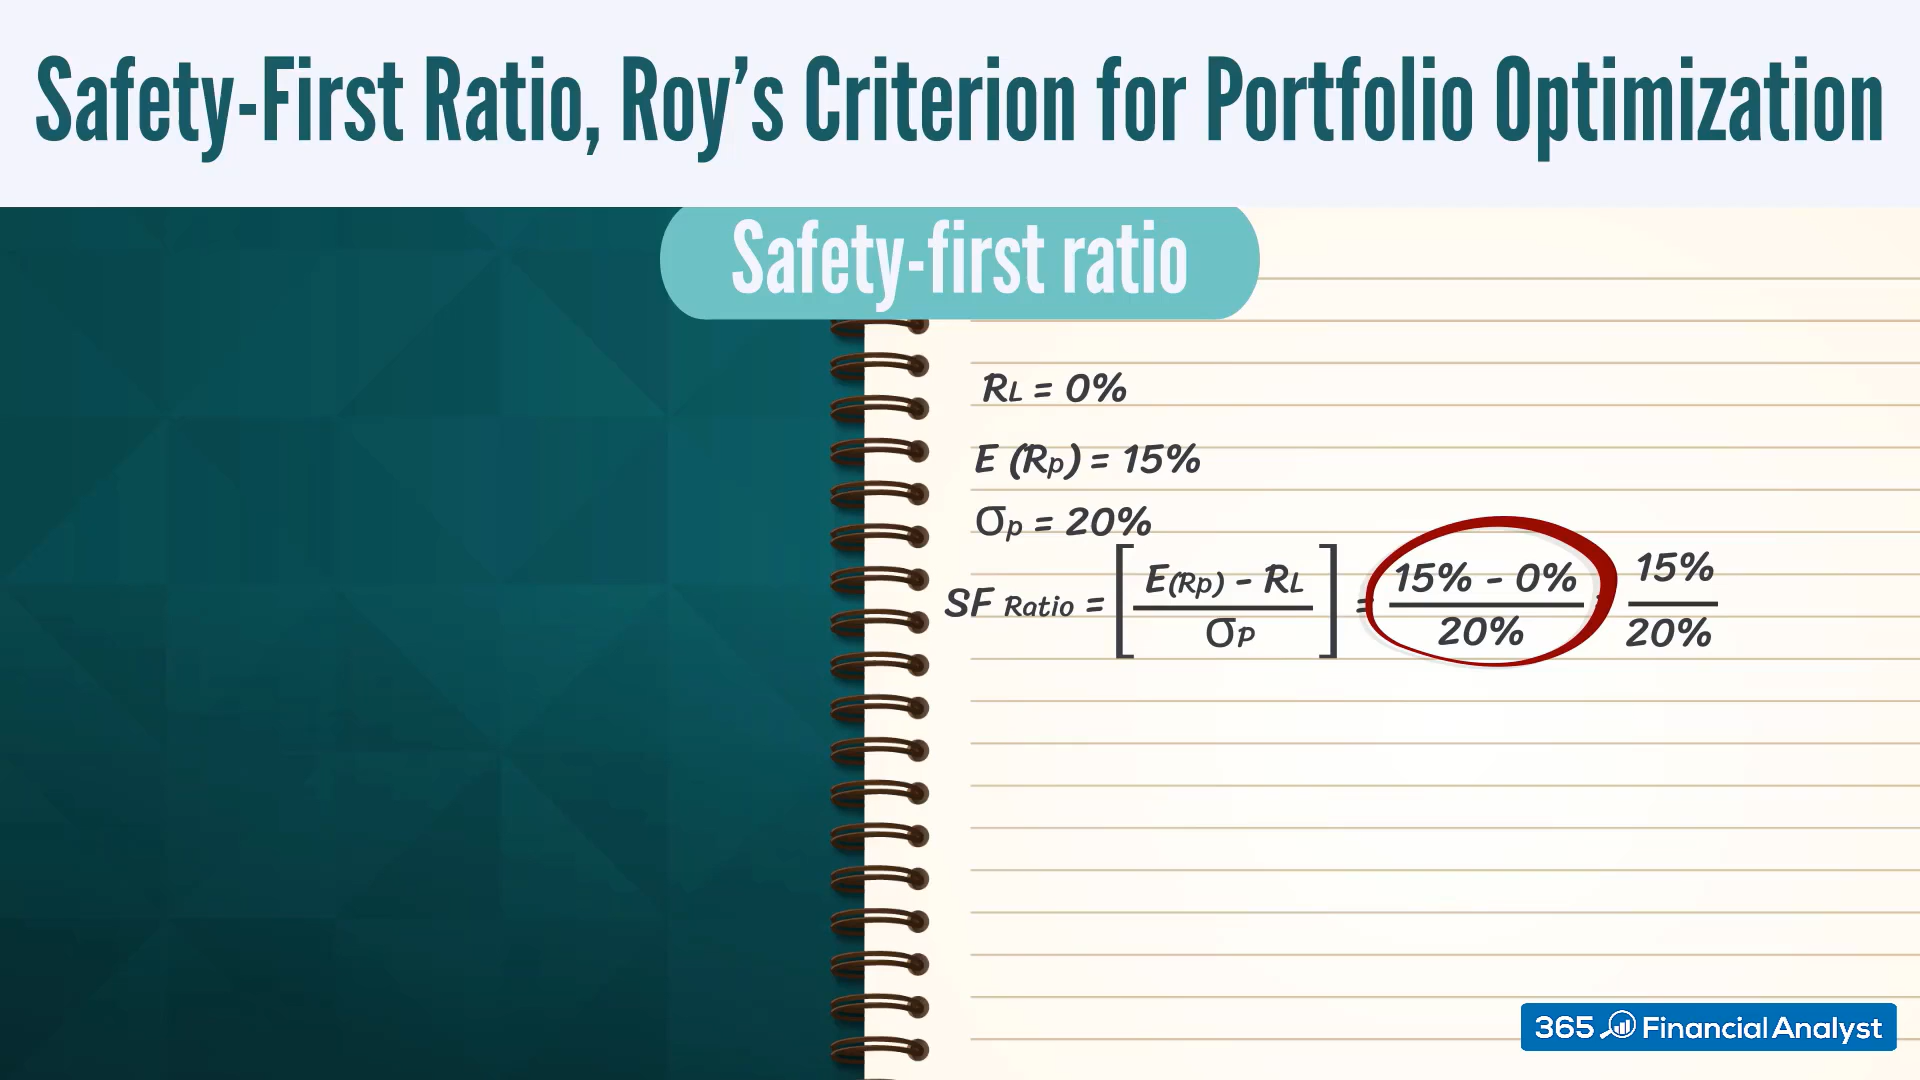 Safety-First Ratio, Roy's Criterion for Portfolio Optimization
Safety-first ratio
RL = 0%
E (Rp) = 15%
σp = 20%
SF Ratio = [ E(Rp) - RL / σp ] = 15% - 0% / 20% = 15% / 20%
365 Financial Analyst